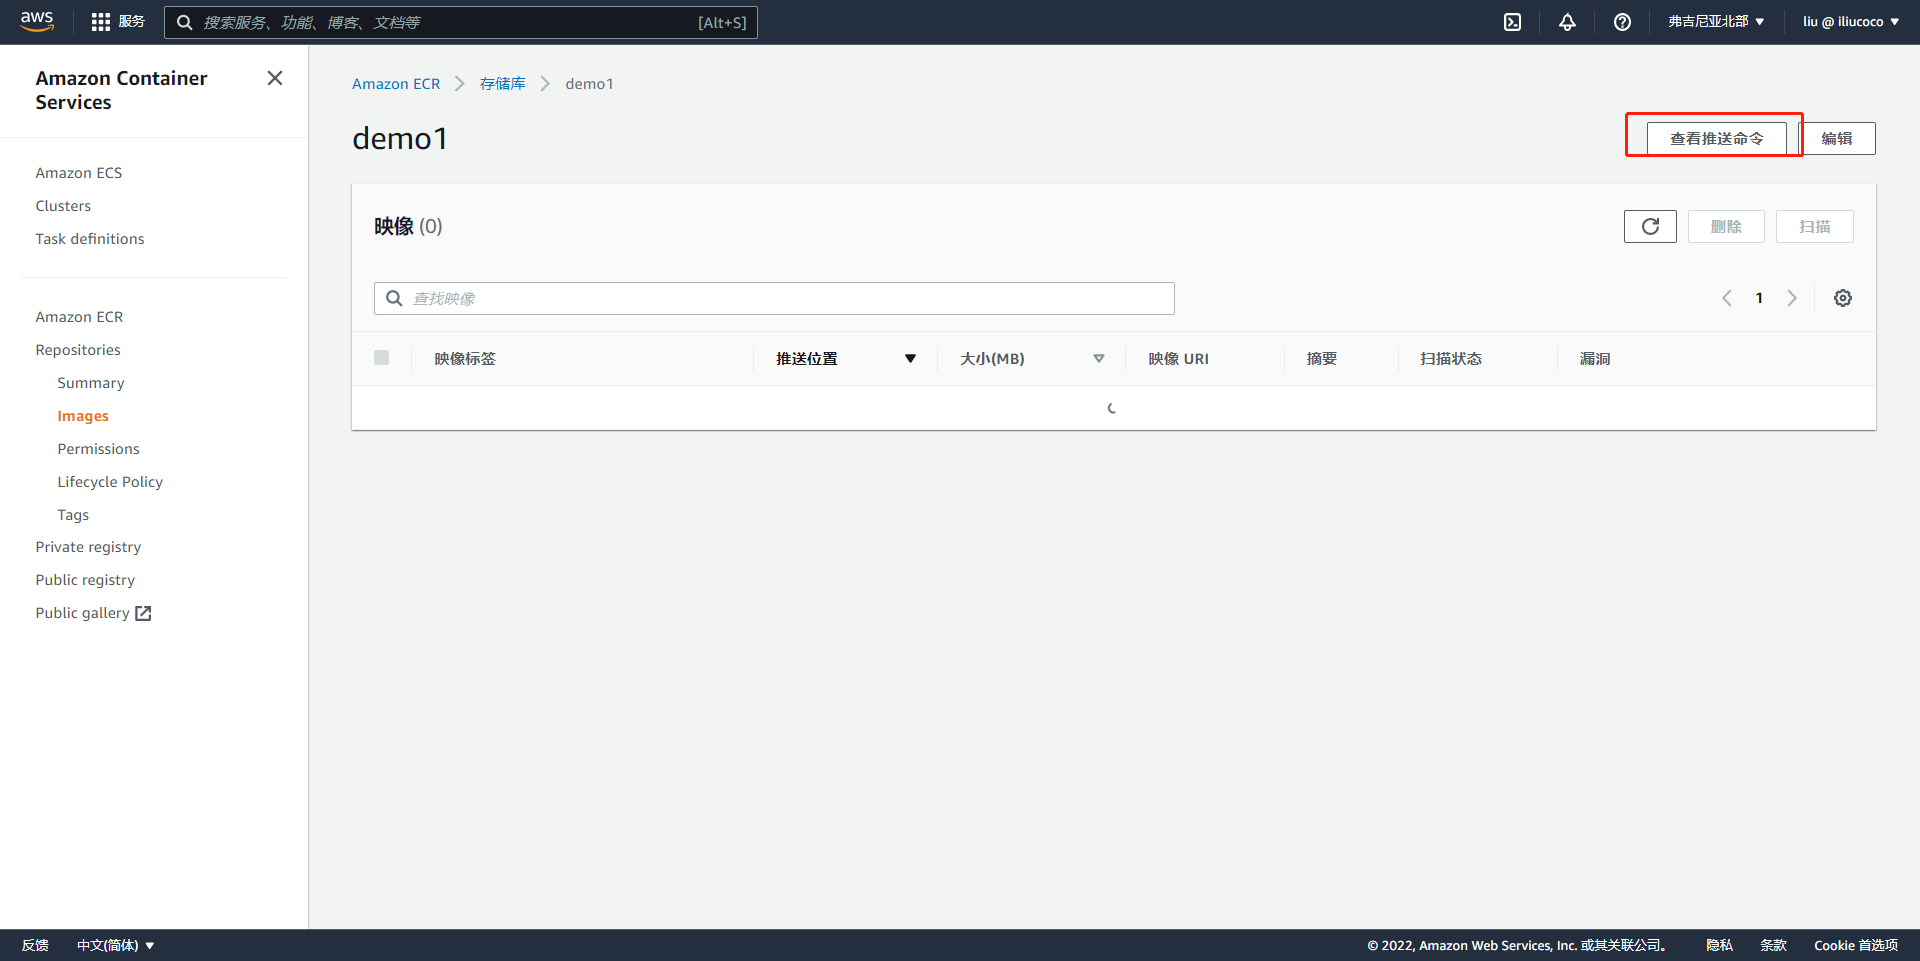 aws 服务 搜索服务、功能、博客、文档等 [Alt+S] 弗吉尼亚北部 liu @ iliucoco
Amazon Container
Services
Amazon ECS
Clusters
Task definitions
Amazon ECR
Repositories
Summary
Images
Permissions
Lifecycle Policy
Tags
Private registry
Public registry
Public gallery
Amazon ECR 存储库 demo1
demo1 查看推送命令 编辑
映像 (0) 删除 扫描
查找映像 1
映像标签 推送位置 大小(MB) 映像 URI 摘要 扫描状态 漏洞
反馈 中文(简体) © 2022, Amazon Web Services, Inc. 或其关联公司。 隐私 条款 Cookie 首选项